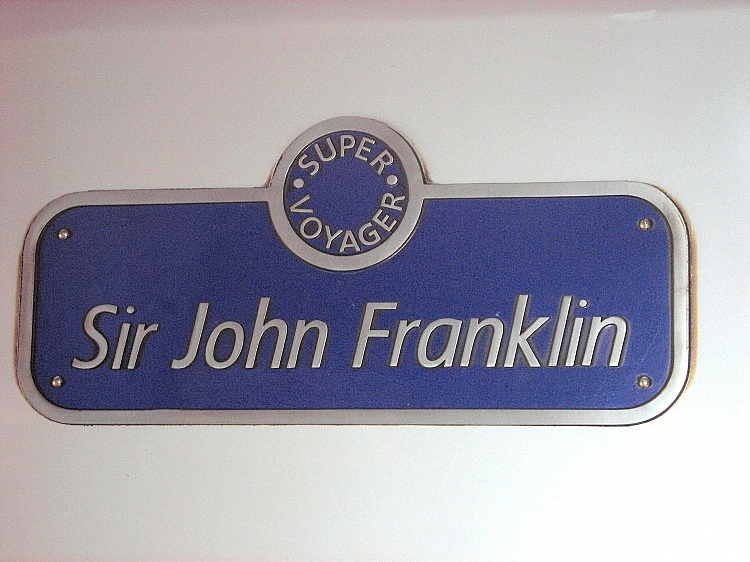 SUPER
VOYAGER
Sir John Franklin